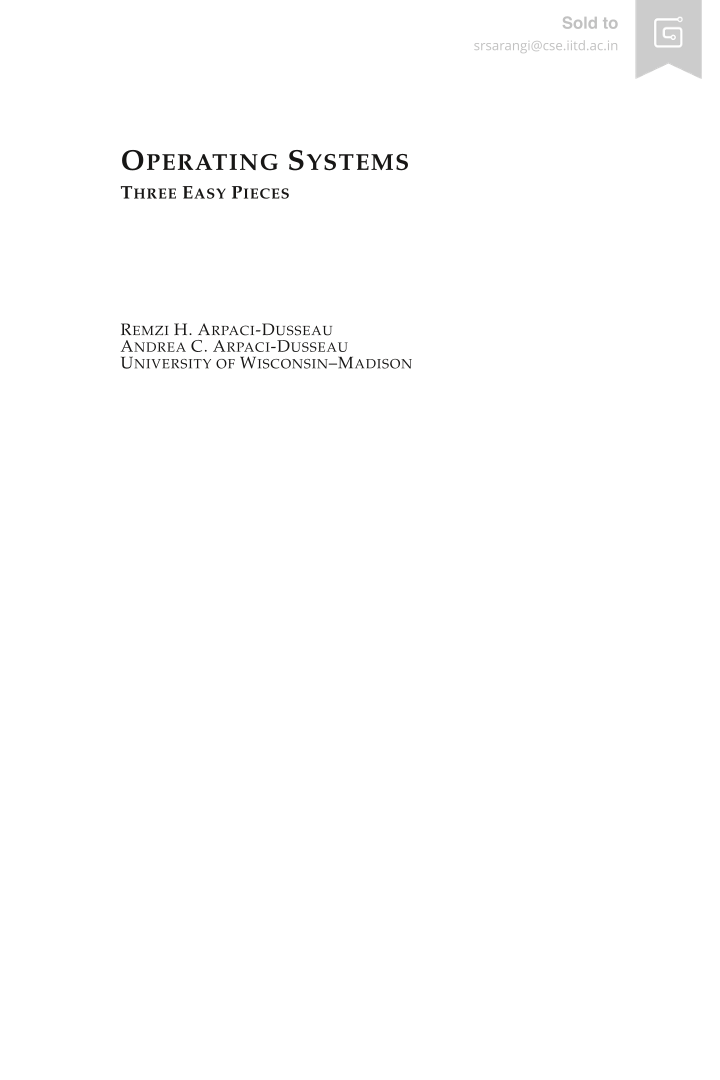 Sold to
srsarangi@cse.iitd.ac.in
OPERATING SYSTEMS
THREE EASY PIECES
REMZI H. ARPACI-DUSSEAU
ANDREA C. ARPACI-DUSSEAU
UNIVERSITY OF WISCONSIN–MADISON